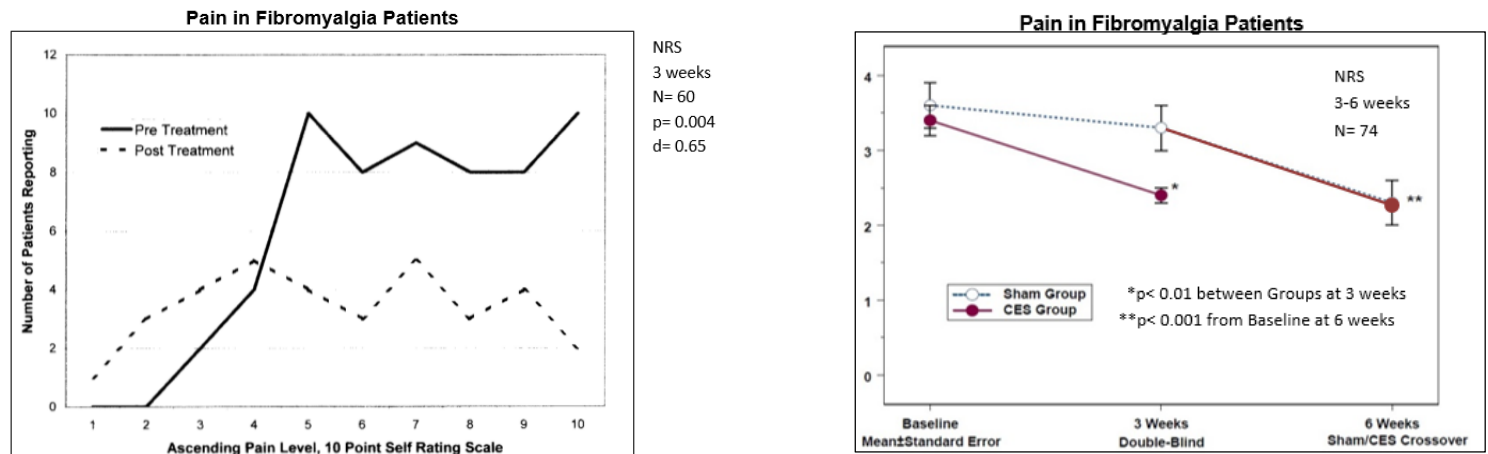 Pain in Fibromyalgia Patients
12
10
8
6
4
2
0
Number of Patients Reporting
Pre Treatment
Post Treatment
1 2 3 4 5 6 7 8 9 10
Ascending Pain Level, 10 Point Self Rating Scale
NRS
3 weeks
N= 60
p= 0.004
d= 0.65
Pain in Fibromyalgia Patients
4
3
2
1
0
NRS
3-6 weeks
N= 74
*
**
Sham Group
CES Group
*p< 0.01 between Groups at 3 weeks
**p< 0.001 from Baseline at 6 weeks
Baseline
Mean±Standard Error
3 Weeks
Double-Blind
6 Weeks
Sham/CES Crossover